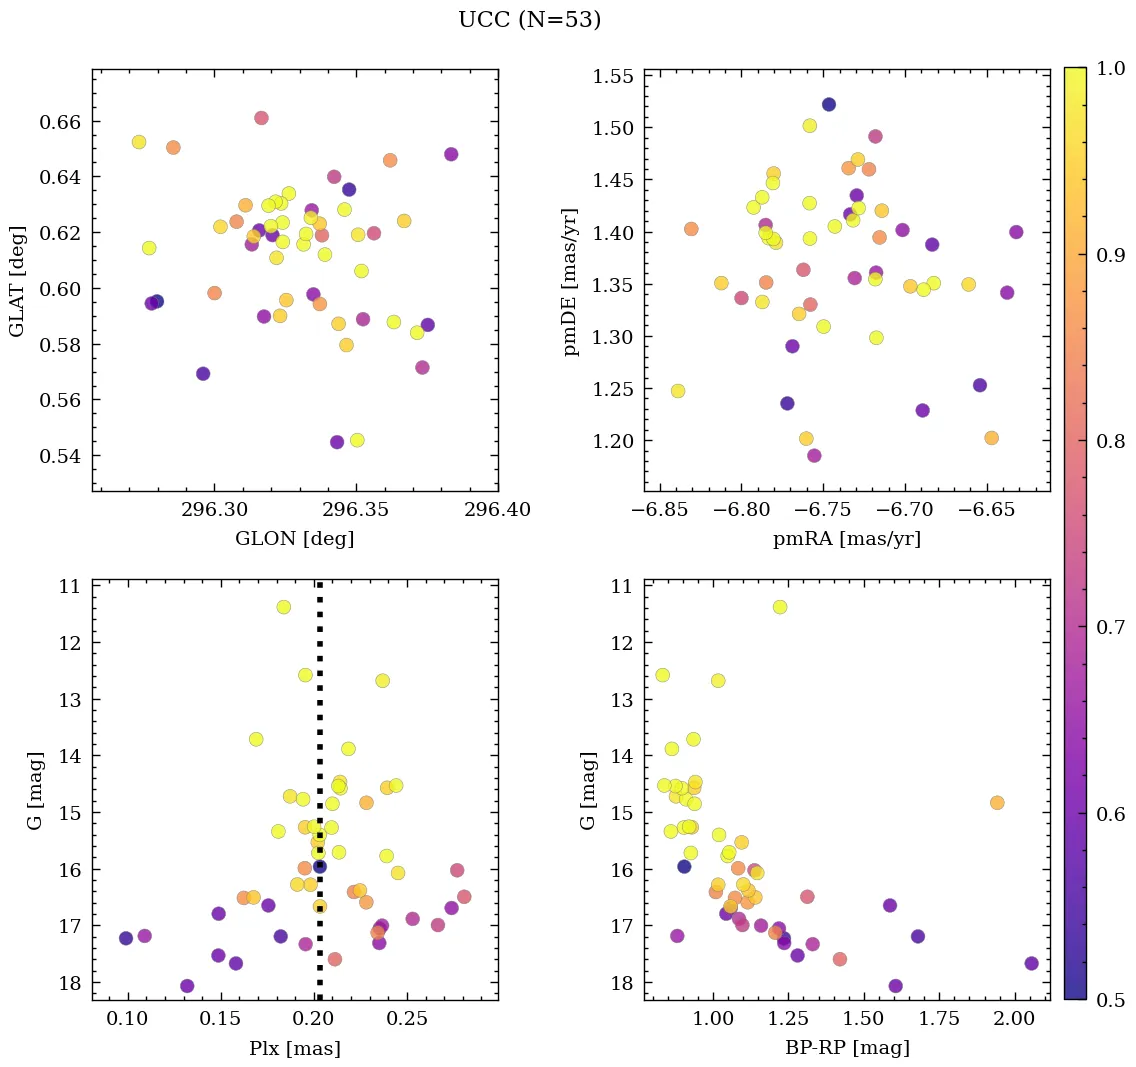 UCC (N=53)
0.66
0.64
0.62
0.60
0.58
0.56
0.54
GLAT [deg]
296.30 296.35 296.40
GLON [deg]
1.55
1.50
1.45
1.40
1.35
1.30
1.25
1.20
pmDE [mas/yr]
−6.85 −6.80 −6.75 −6.70 −6.65
pmRA [mas/yr]
11
12
13
14
15
16
17
18
G [mag]
0.10 0.15 0.20 0.25
Plx [mas]
11
12
13
14
15
16
17
18
G [mag]
1.00 1.25 1.50 1.75 2.00
BP-RP [mag]
1.0
0.9
0.8
0.7
0.6
0.5